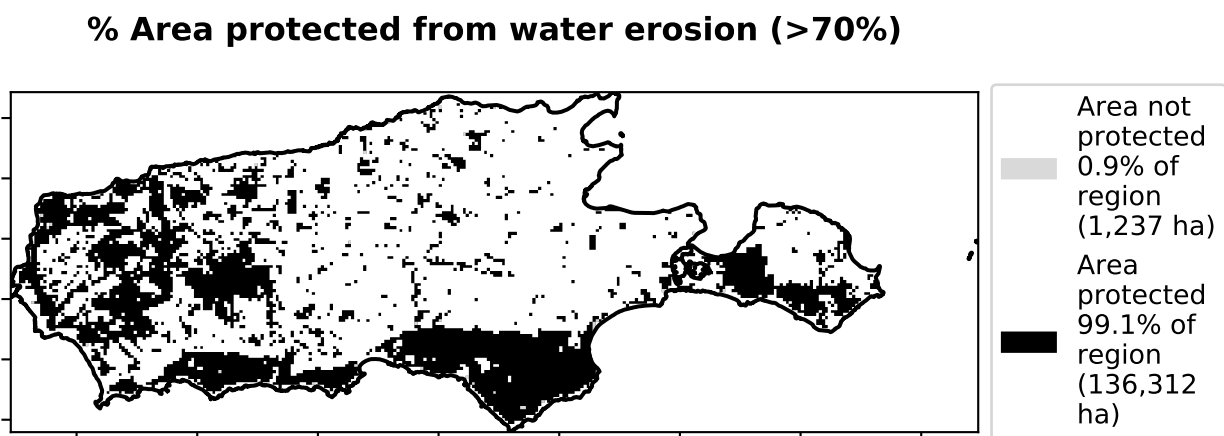 % Area protected from water erosion (>70%)
Area not
protected
0.9% of
region
(1,237 ha)
Area
protected
99.1% of
region
(136,312
ha)